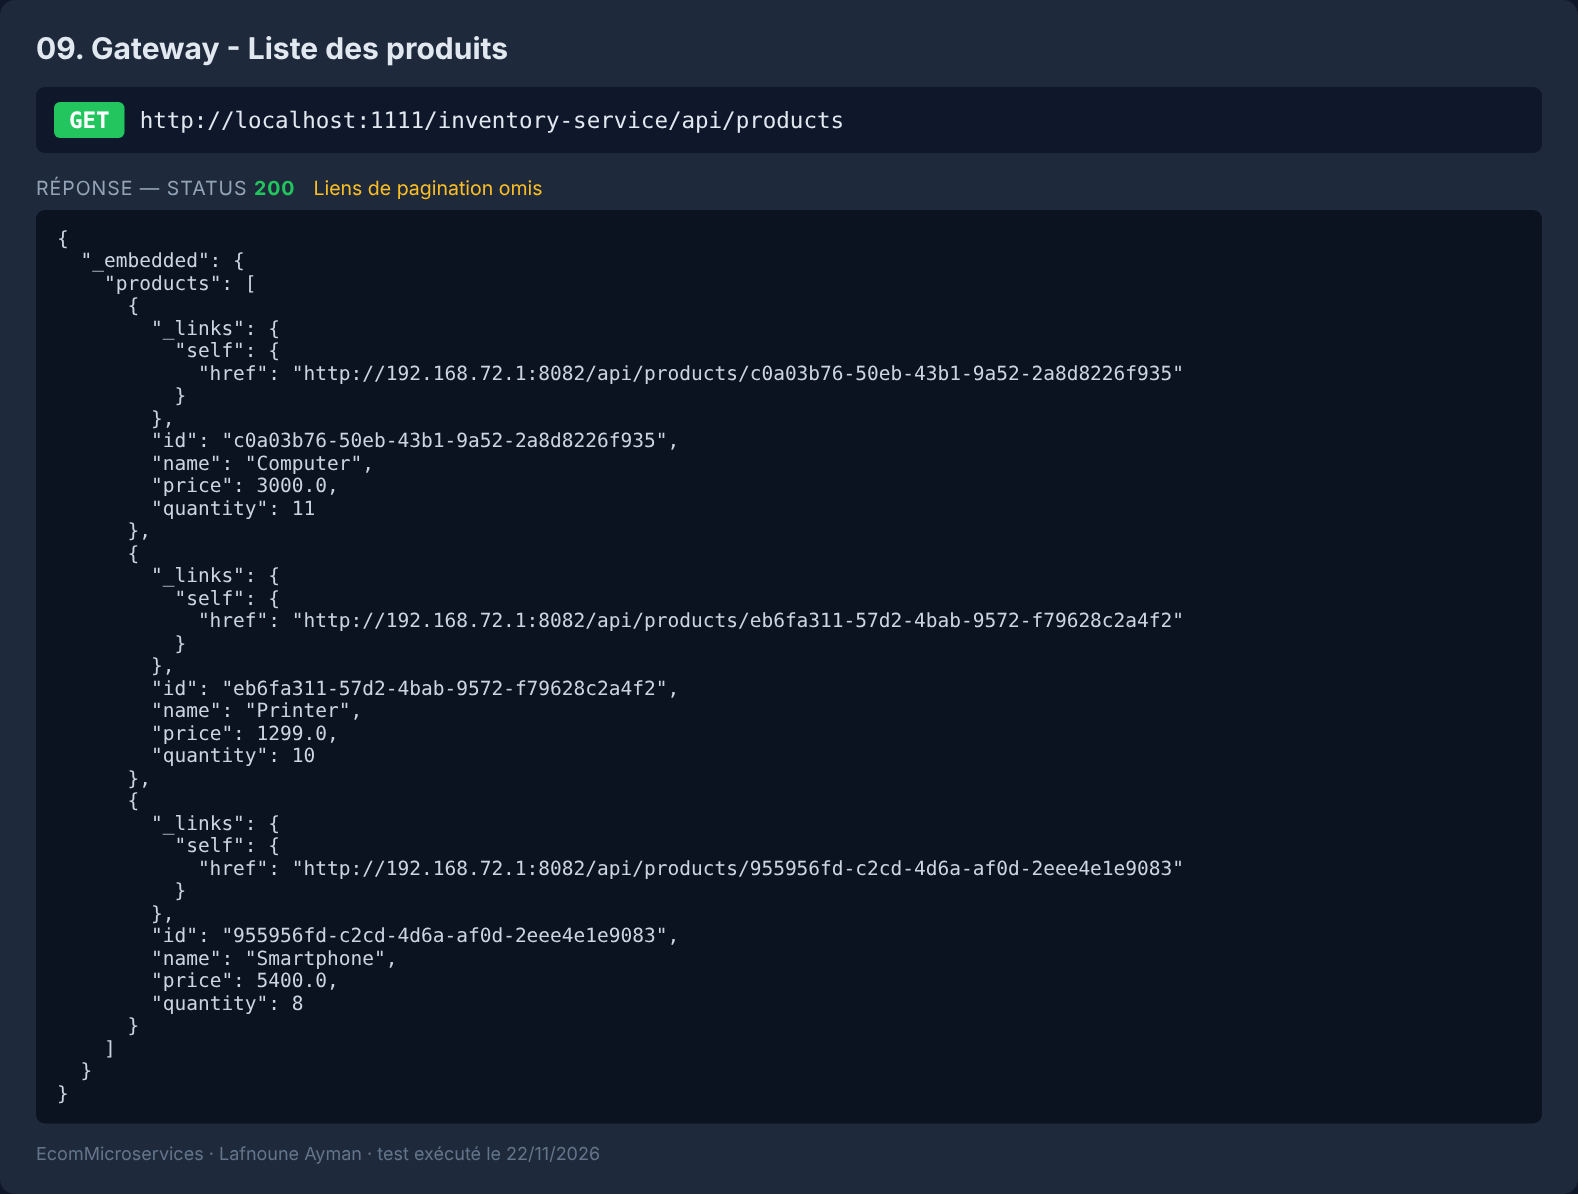 09. Gateway - Liste des produits
GET http://localhost:1111/inventory-service/api/products
RÉPONSE — STATUS 200 Liens de pagination omis
{
  "_embedded": {
    "products": [
      {
        "_links": {
          "self": {
            "href": "http://192.168.72.1:8082/api/products/c0a03b76-50eb-43b1-9a52-2a8d8226f935"
          }
        },
        "id": "c0a03b76-50eb-43b1-9a52-2a8d8226f935",
        "name": "Computer",
        "price": 3000.0,
        "quantity": 11
      },
      {
        "_links": {
          "self": {
            "href": "http://192.168.72.1:8082/api/products/eb6fa311-57d2-4bab-9572-f79628c2a4f2"
          }
        },
        "id": "eb6fa311-57d2-4bab-9572-f79628c2a4f2",
        "name": "Printer",
        "price": 1299.0,
        "quantity": 10
      },
      {
        "_links": {
          "self": {
            "href": "http://192.168.72.1:8082/api/products/955956fd-c2cd-4d6a-af0d-2eee4e1e9083"
          }
        },
        "id": "955956fd-c2cd-4d6a-af0d-2eee4e1e9083",
        "name": "Smartphone",
        "price": 5400.0,
        "quantity": 8
      }
    ]
  }
}
EcomMicroservices · Lafnoune Ayman · test exécuté le 22/11/2026